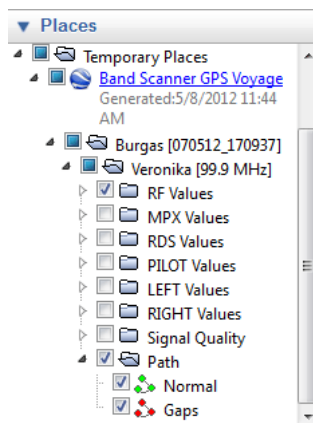 Places
Temporary Places
Band Scanner GPS Voyage
Generated:5/8/2012 11:44
AM
Burgas [070512_170937]
Veronika [99.9 MHz]
RF Values
MPX Values
RDS Values
PILOT Values
LEFT Values
RIGHT Values
Signal Quality
Path
Normal
Gaps